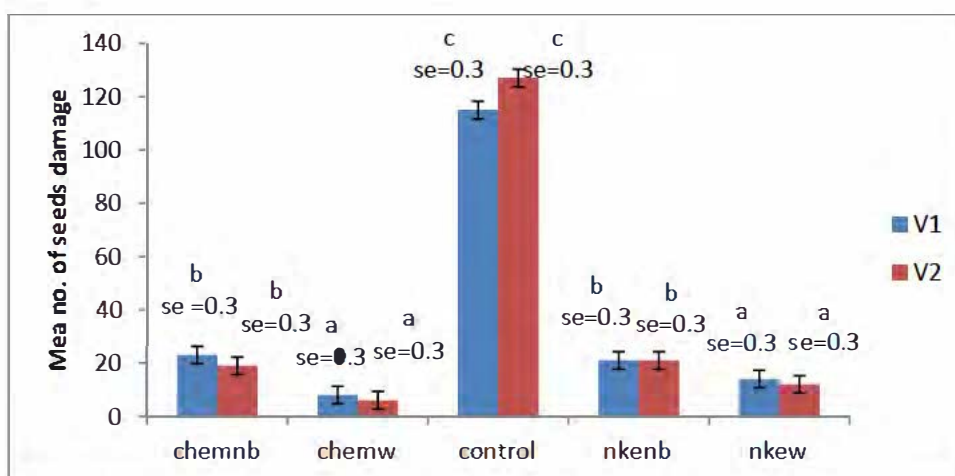 Mea no. of seeds damage
140
120
100
80
60
40
20
0
b
se =0.3
b
se=0.3
a
se=0.3
a
se=0.3
c
se=0.3
c
se=0.3
b
se=0.3
b
se=0.3
a
se=0.3
a
se=0.3
chemnb
chemw
control
nkenb
nkew
V1
V2